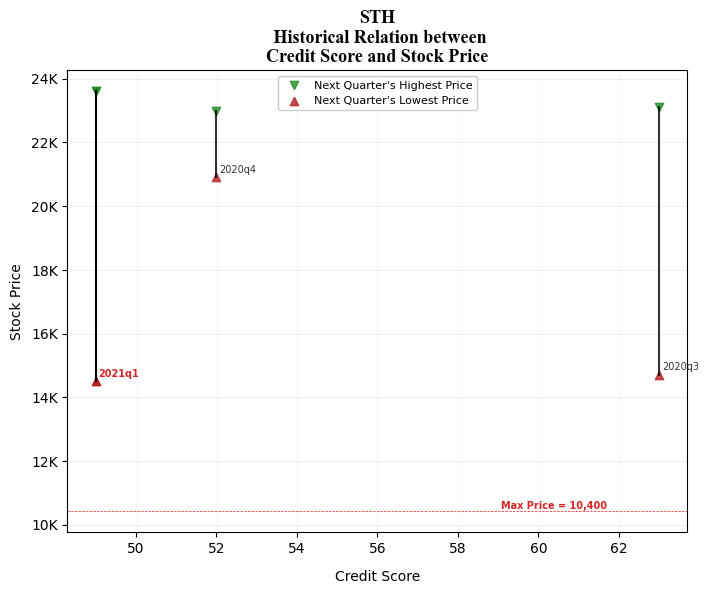 STH
Historical Relation between
Credit Score and Stock Price
24K
22K
20K
18K
16K
14K
12K
10K
Stock Price
Next Quarter's Highest Price
Next Quarter's Lowest Price
2020q4
2020q3
2021q1
Max Price = 10,400
50 52 54 56 58 60 62
Credit Score